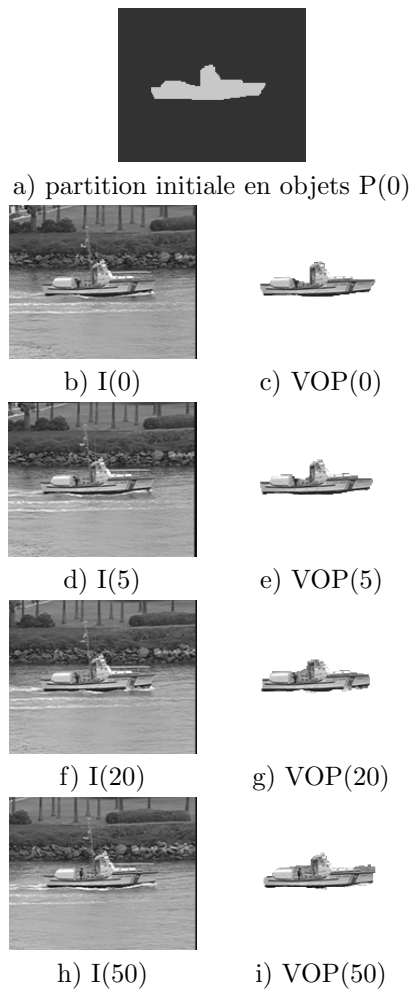 a) partition initiale en objets P(0)
b) I(0)
c) VOP(0)
d) I(5)
e) VOP(5)
f) I(20)
g) VOP(20)
h) I(50)
i) VOP(50)